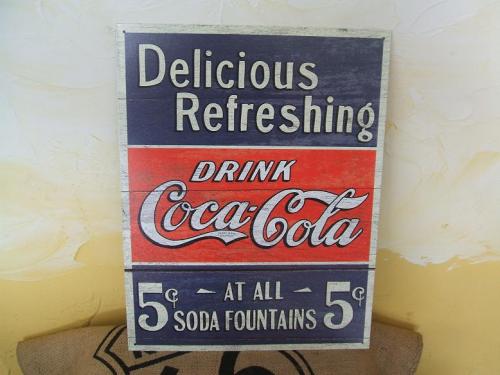 Delicious
Refreshing
DRINK
Coca-Cola
5¢ – AT ALL – 5¢
SODA FOUNTAINS